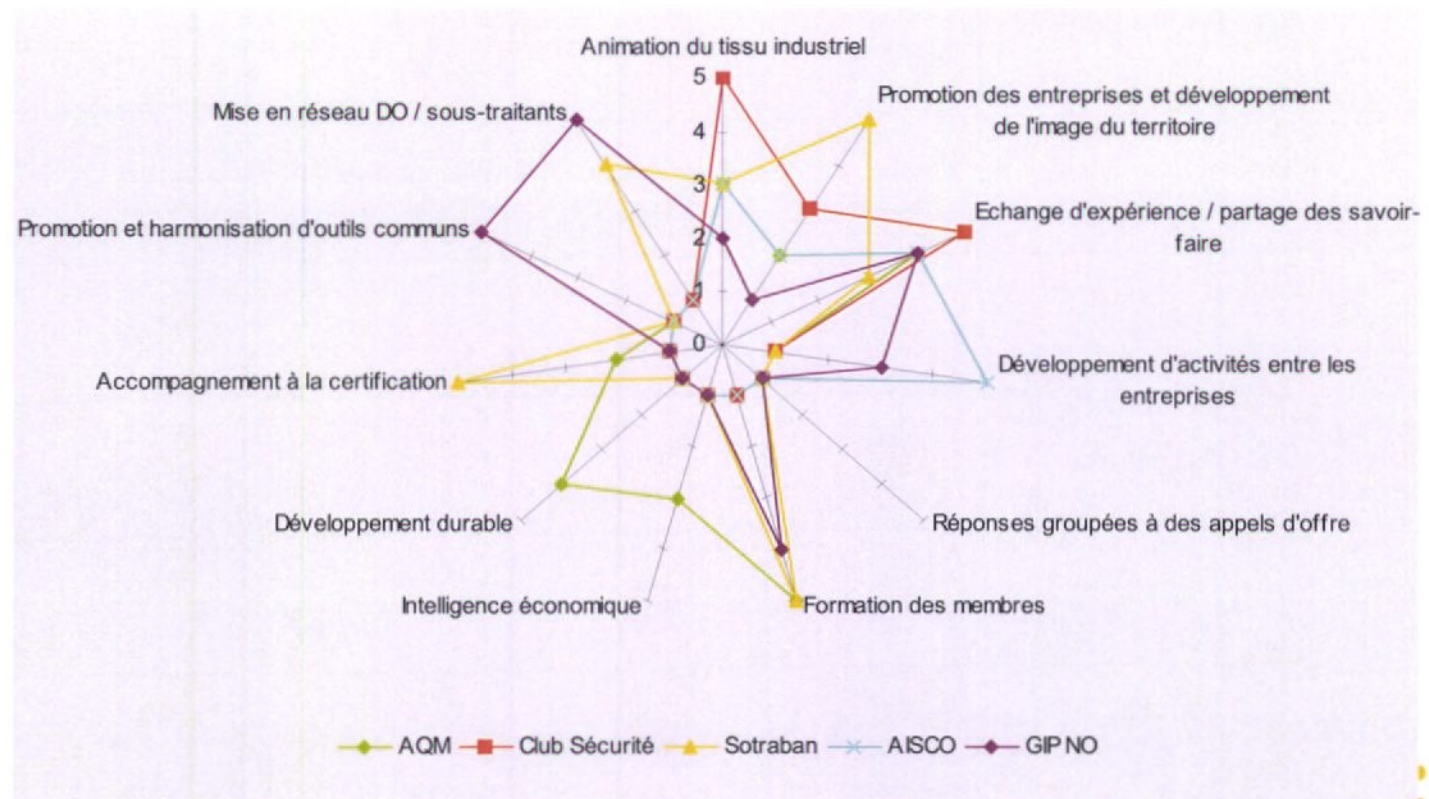 Animation du tissu industriel
5
Promotion des entreprises et développement
de l'image du territoire
Mise en réseau DO / sous-traitants
4
3
Echange d'expérience / partage des savoir-
faire
Promotion et harmonisation d'outils communs
2
1
0
Développement d'activités entre les
entreprises
Accompagnement à la certification
Développement durable
Réponses groupées à des appels d'offre
Intelligence économique
Formation des membres
AQM
Club Sécurité
Sotraban
AISCO
GIP NO